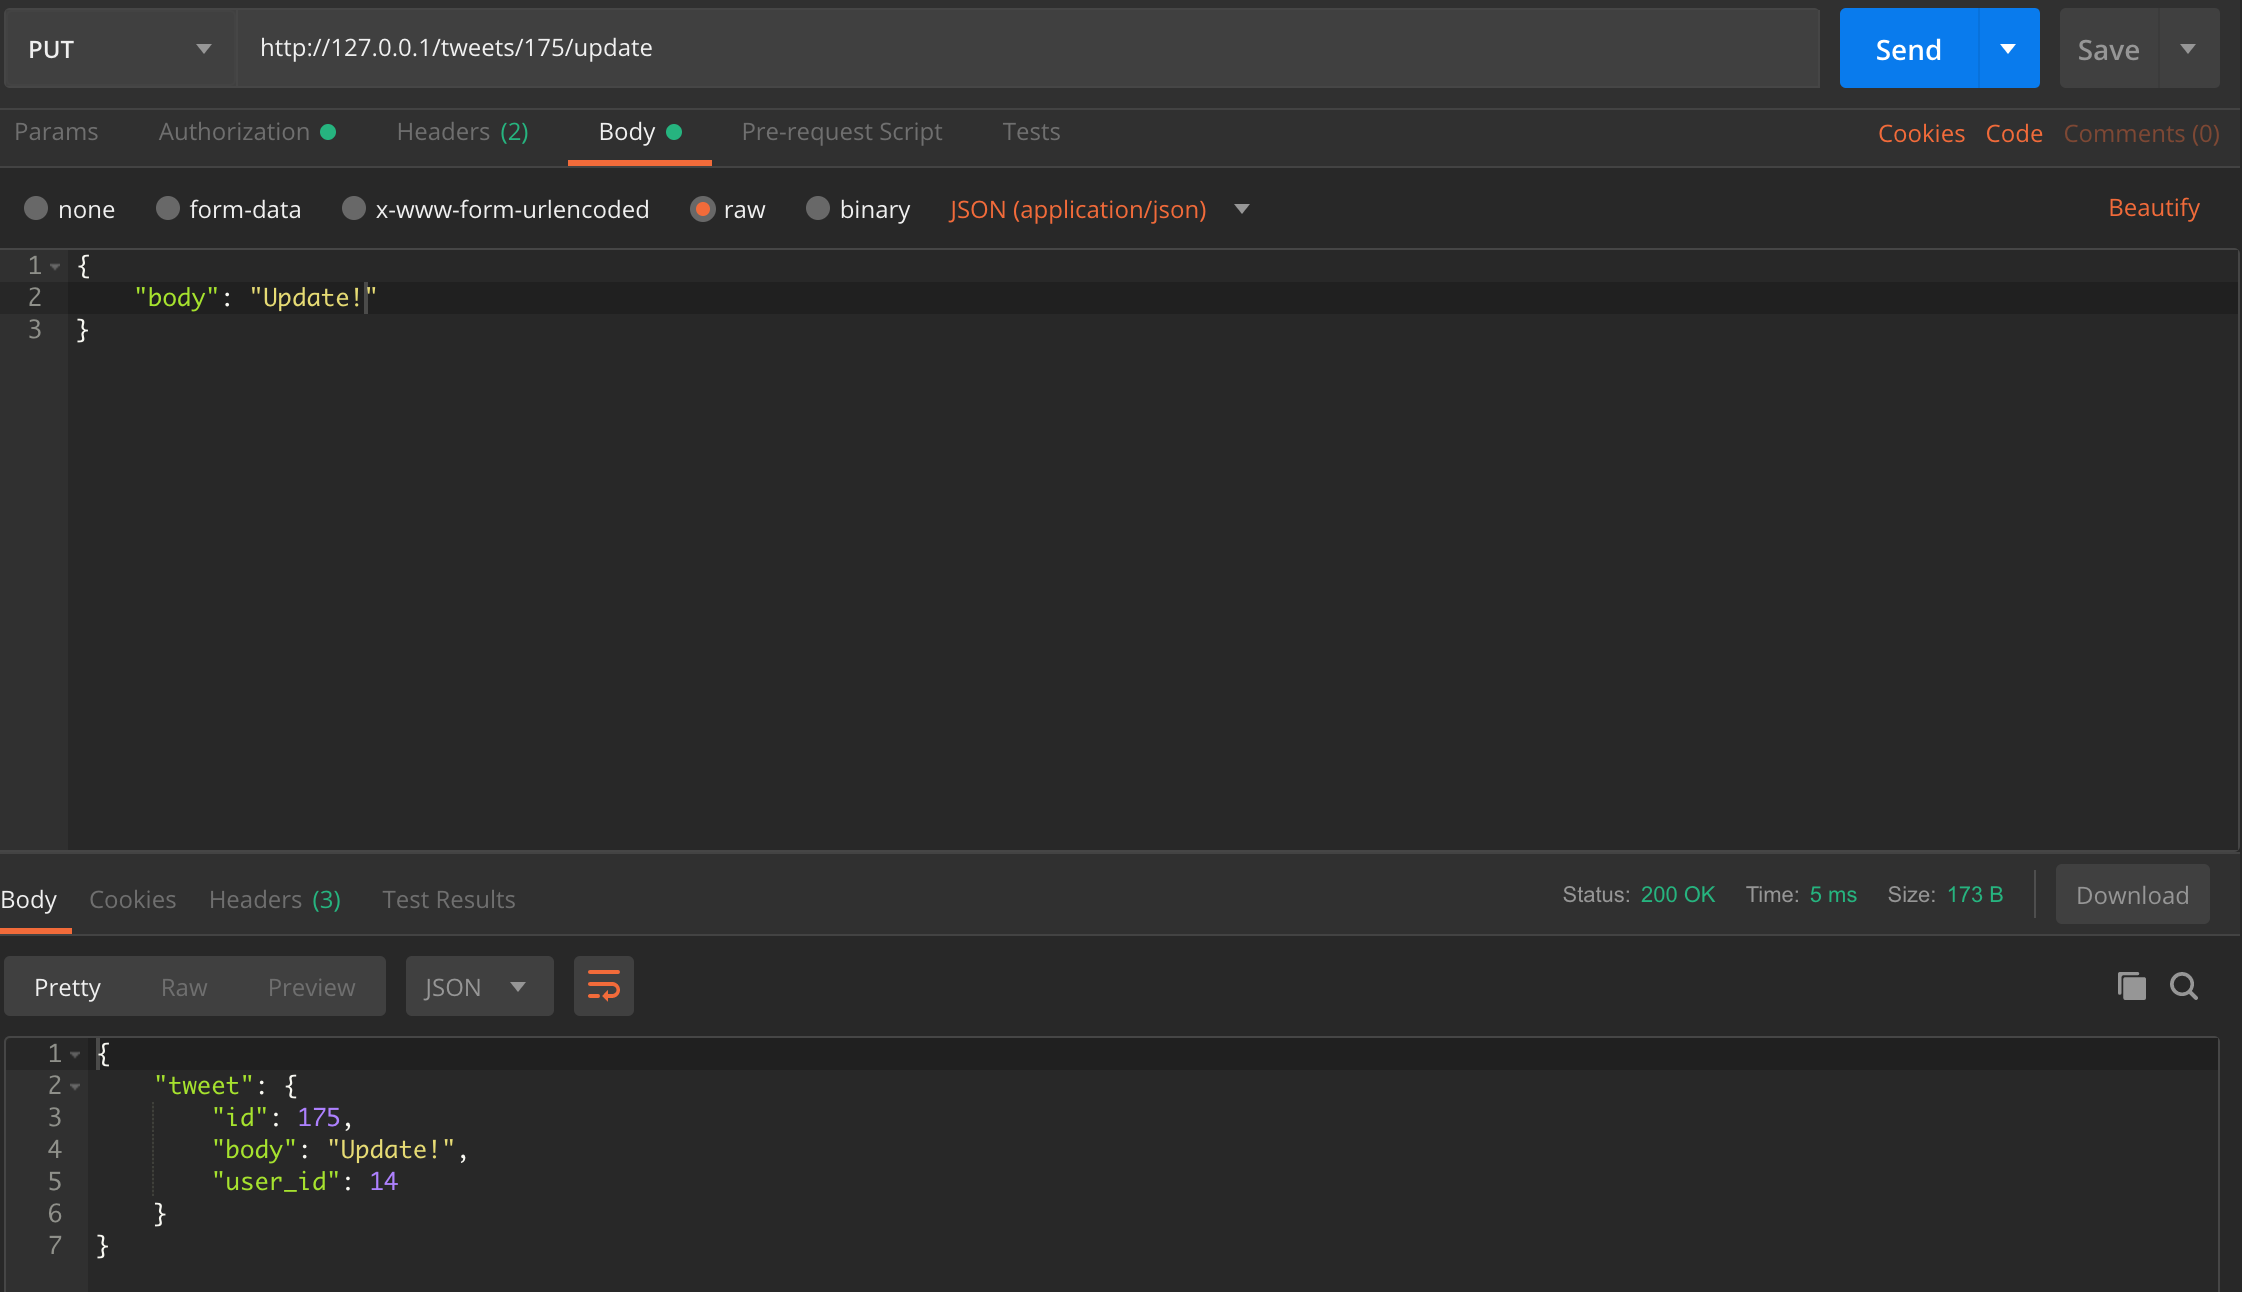 PUT http://127.0.0.1/tweets/175/update Send Save
Params Authorization Headers (2) Body Pre-request Script Tests Cookies Code Comments (0)
none form-data x-www-form-urlencoded raw binary JSON (application/json) Beautify
1 {
2 "body": "Update!"
3 }
Body Cookies Headers (3) Test Results Status: 200 OK Time: 5 ms Size: 173 B Download
Pretty Raw Preview JSON
1 {
2 "tweet": {
3 "id": 175,
4 "body": "Update!",
5 "user_id": 14
6 }
7 }